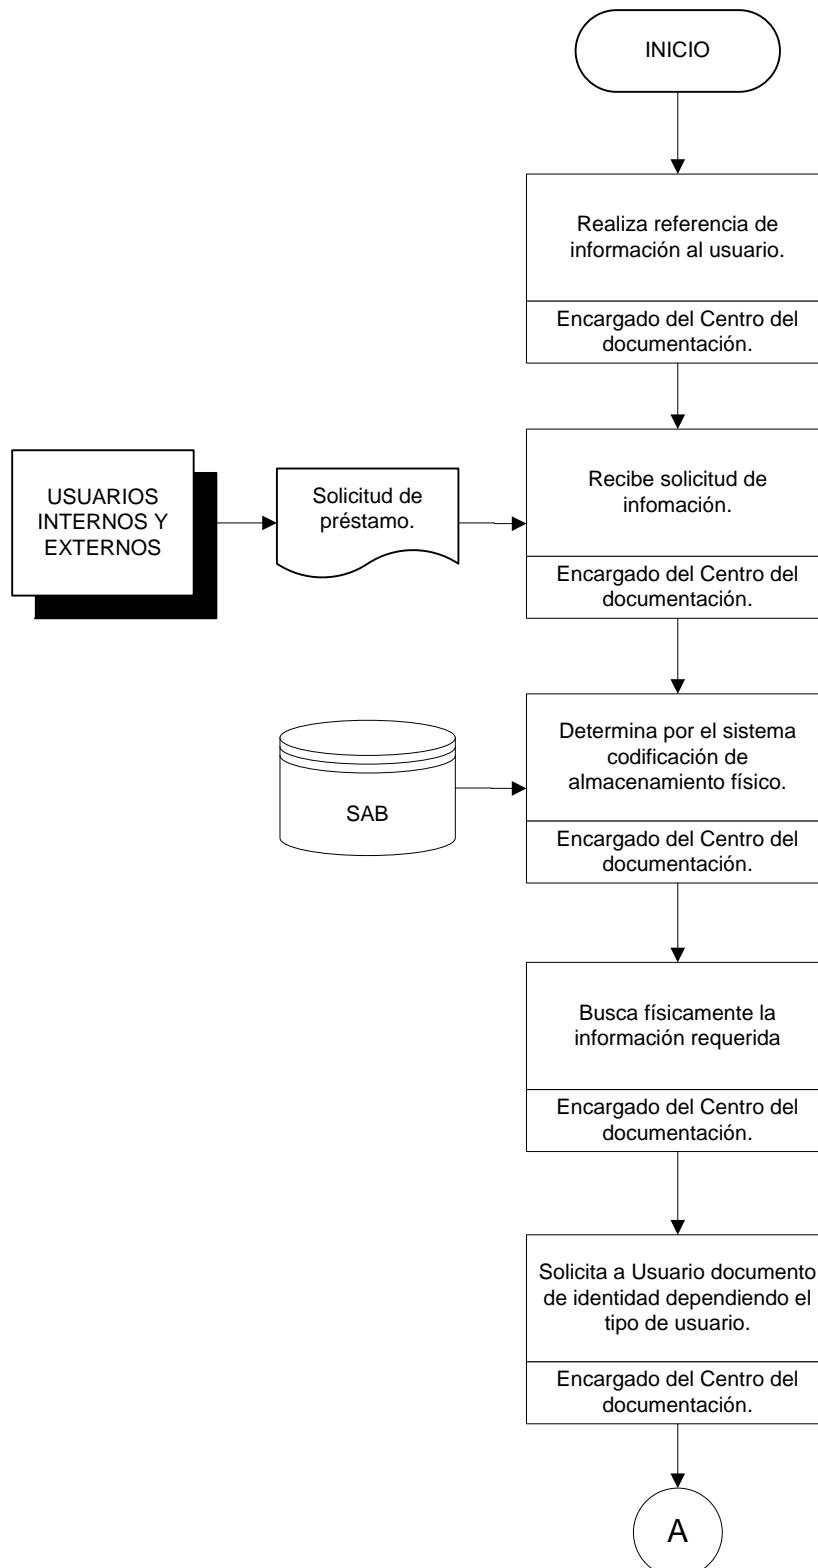 INICIO
Realiza referencia de
información al usuario.
Encargado del Centro del
documentación.
USUARIOS
INTERNOS Y
EXTERNOS
Solicitud de
préstamo.
Recibe solicitud de
infomación.
Encargado del Centro del
documentación.
Determina por el sistema
codificación de
almacenamiento físico.
SAB
Encargado del Centro del
documentación.
Busca físicamente la
información requerida
Encargado del Centro del
documentación.
Solicita a Usuario documento
de identidad dependiendo el
tipo de usuario.
Encargado del Centro del
documentación.
A